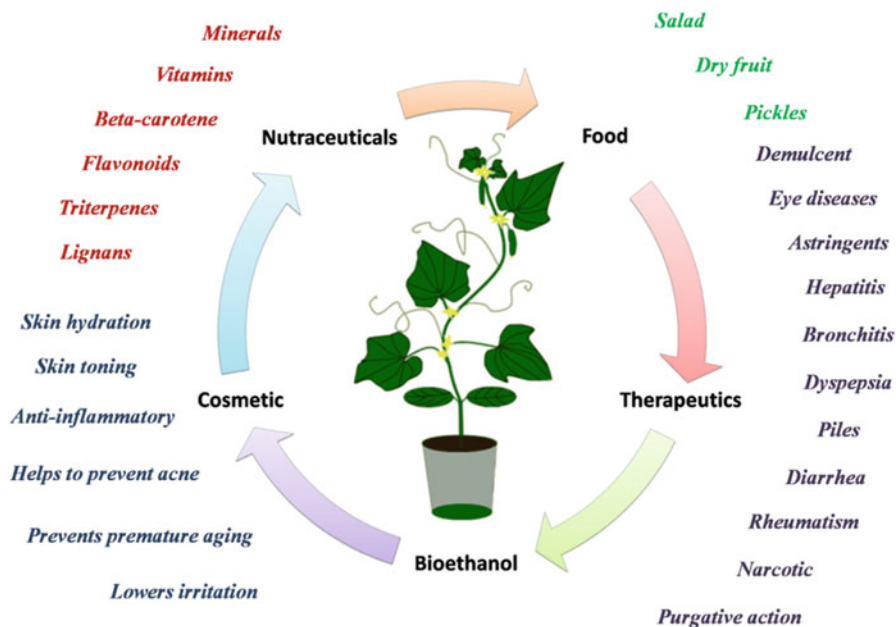 Minerals
Vitamins
Beta-carotene
Flavonoids
Triterpenes
Lignans
Nutraceuticals
Food
Salad
Dry fruit
Pickles
Demulcent
Eye diseases
Astringents
Hepatitis
Bronchitis
Dyspepsia
Piles
Diarrhea
Rheumatism
Narcotic
Purgative action
Therapeutics
Bioethanol
Cosmetic
Skin hydration
Skin toning
Anti-inflammatory
Helps to prevent acne
Prevents premature aging
Lowers irritation